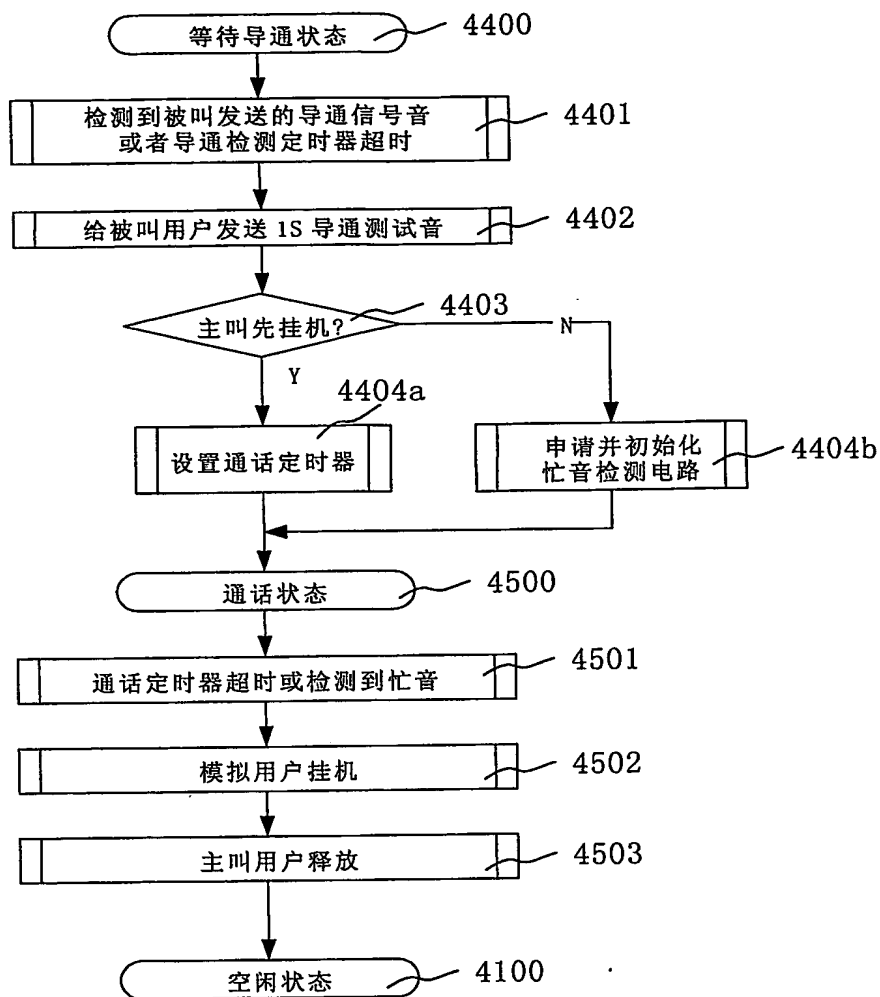 等待导通状态
4400
检测到被叫发送的导通信号音
或者导通检测定时器超时
4401
给被叫用户发送 1S 导通测试音
4402
主叫先挂机?
4403
N
Y
4404a
设置通话定时器
申请并初始化
忙音检测电路
4404b
通话状态
4500
通话定时器超时或检测到忙音
4501
模拟用户挂机
4502
主叫用户释放
4503
空闲状态
4100